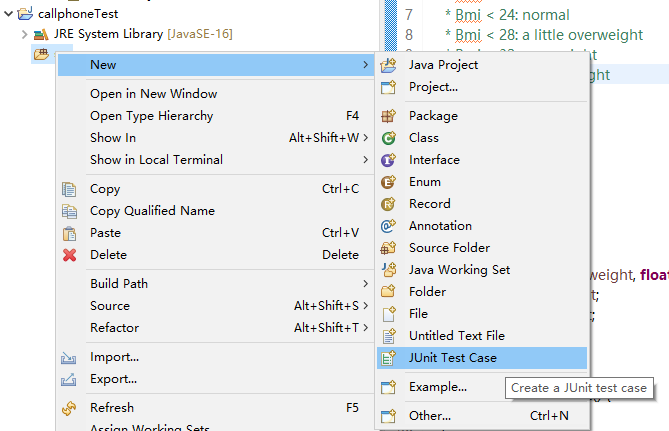 callphoneTest
JRE System Library [JavaSE-16]
New
Open in New Window
Open Type Hierarchy F4
Show In Alt+Shift+W
Show in Local Terminal
Copy Ctrl+C
Copy Qualified Name
Paste Ctrl+V
Delete Delete
Build Path
Source Alt+Shift+S
Refactor Alt+Shift+T
Import...
Export...
Refresh F5
Assign Working Sets
Java Project
Project...
Package
Class
Interface
Enum
Record
Annotation
Source Folder
Java Working Set
Folder
File
Untitled Text File
JUnit Test Case
Example...
Other... Ctrl+N
Create a JUnit test case
7 * Bmi < 24: normal
8 * Bmi < 28: a little overweight
weight, float